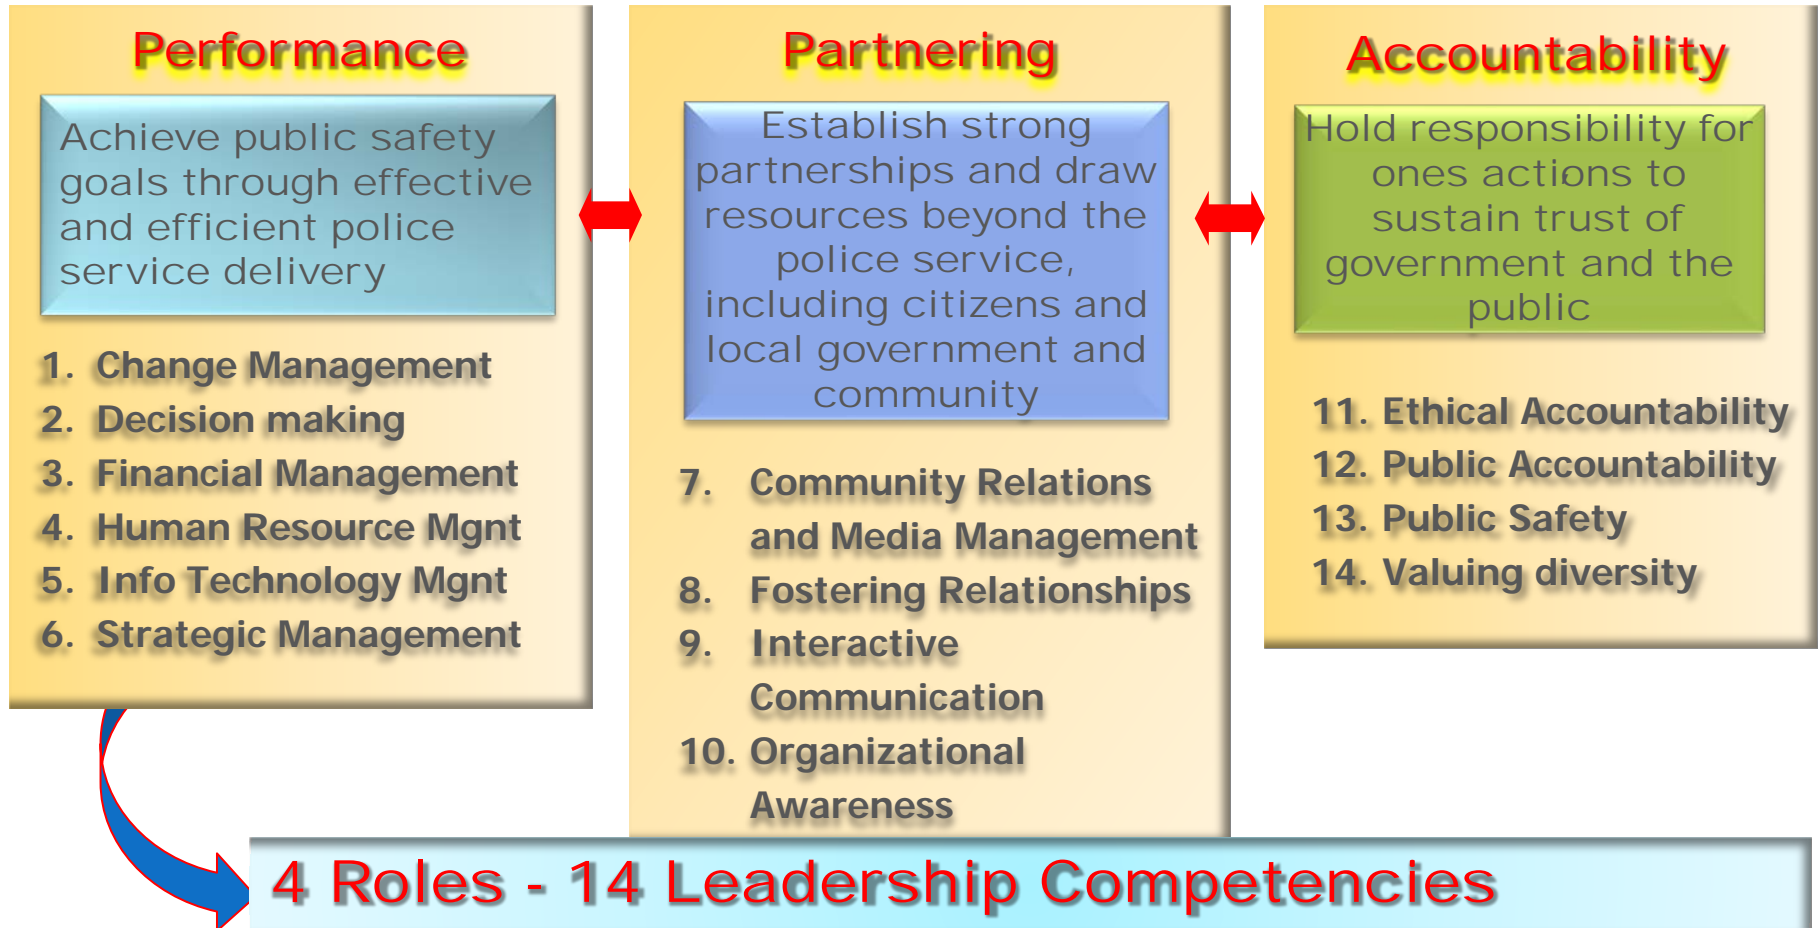 Performance
Achieve public safety
goals through effective
and efficient police
service delivery
1. Change Management
2. Decision making
3. Financial Management
4. Human Resource Mgnt
5. Info Technology Mgnt
6. Strategic Management
Partnering
Establish strong
partnerships and draw
resources beyond the
police service,
including citizens and
local government and
community
7. Community Relations
and Media Management
8. Fostering Relationships
9. Interactive
Communication
10. Organizational
Awareness
Accountability
Hold responsibility for
ones actions to
sustain trust of
government and the
public
11. Ethical Accountability
12. Public Accountability
13. Public Safety
14. Valuing diversity
4 Roles - 14 Leadership Competencies